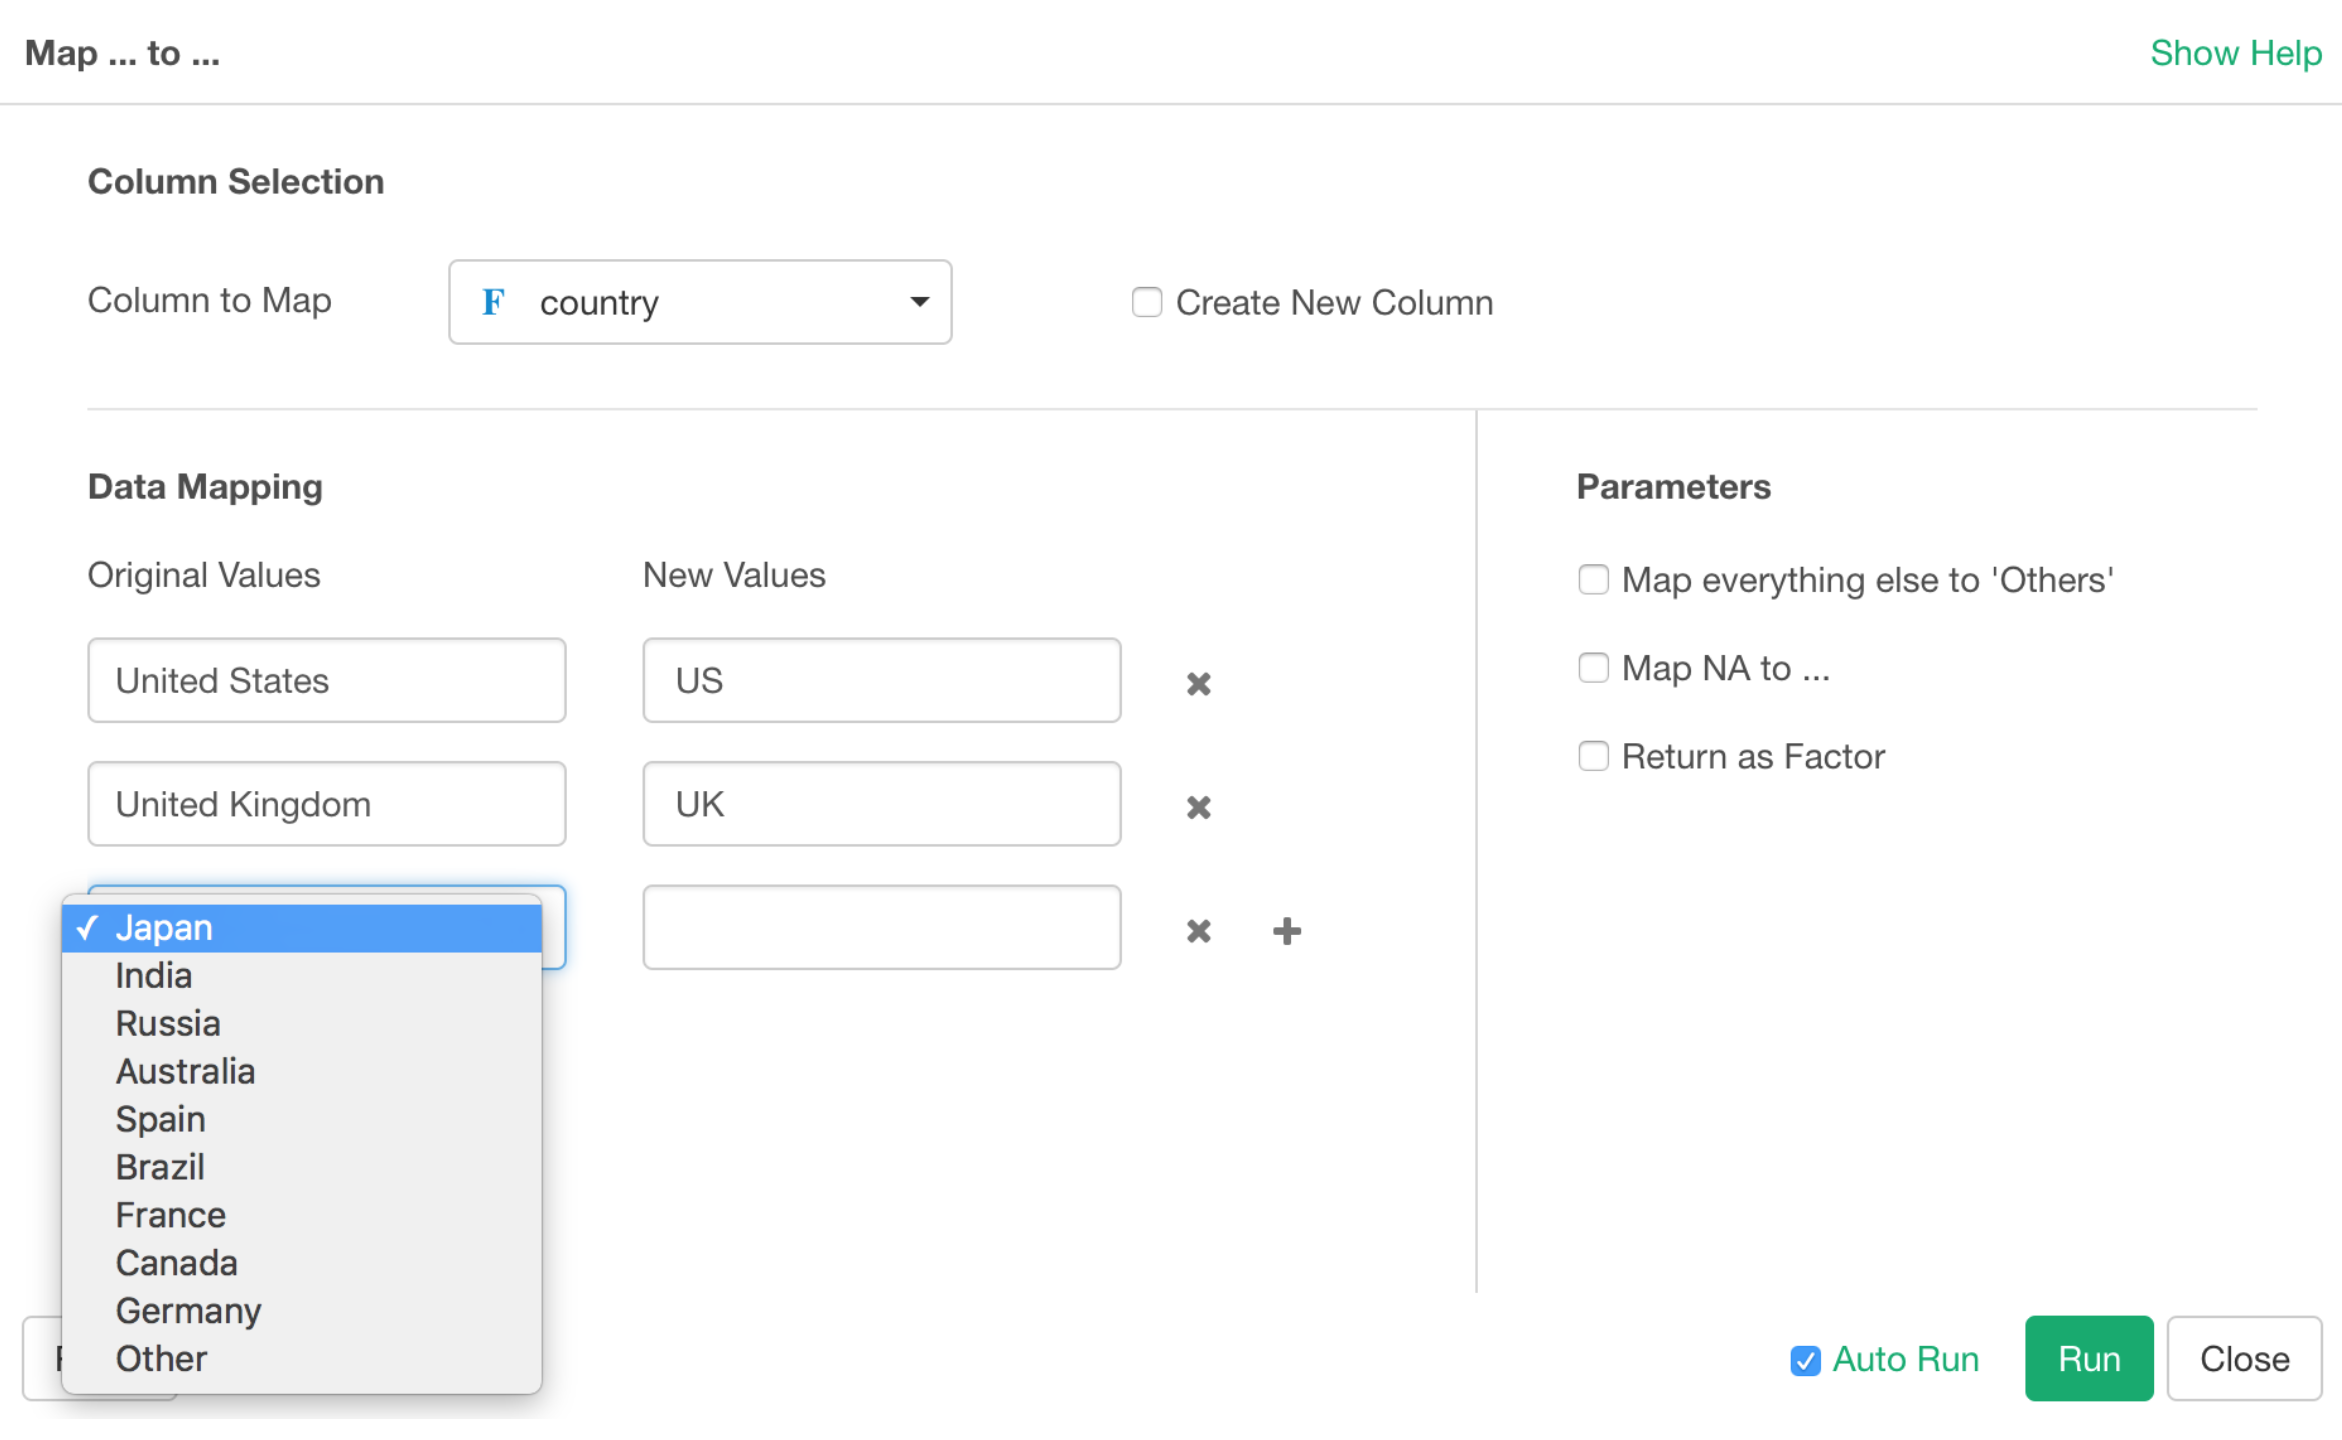 Map ... to ...
Show Help
Column Selection
Column to Map
F country
Create New Column
Data Mapping
Parameters
Original Values
New Values
Map everything else to 'Others'
United States
US
Map NA to ...
Return as Factor
United Kingdom
UK
Japan
India
Russia
Australia
Spain
Brazil
France
Canada
Germany
Other
Auto Run
Run
Close